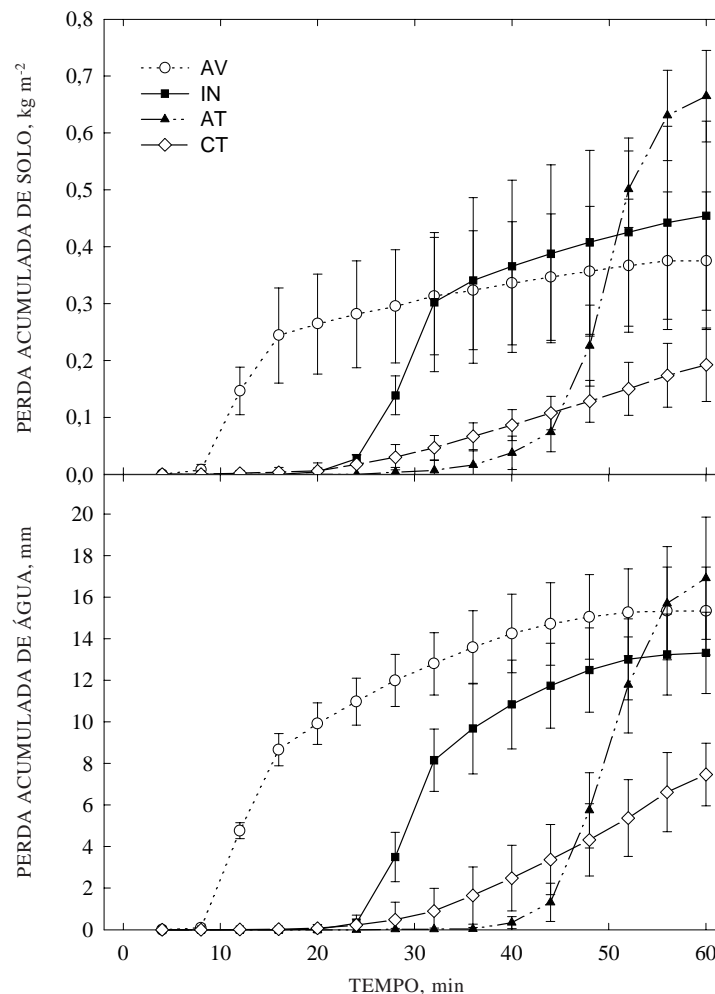 0,8
0,7
0,6
0,5
0,4
0,3
0,2
0,1
0,0
PERDA ACUMULADA DE SOLO, kg m⁻²
AV
IN
AT
CT
18
16
14
12
10
8
6
4
2
0
PERDA ACUMULADA DE ÁGUA, mm
0 10 20 30 40 50 60
TEMPO, min